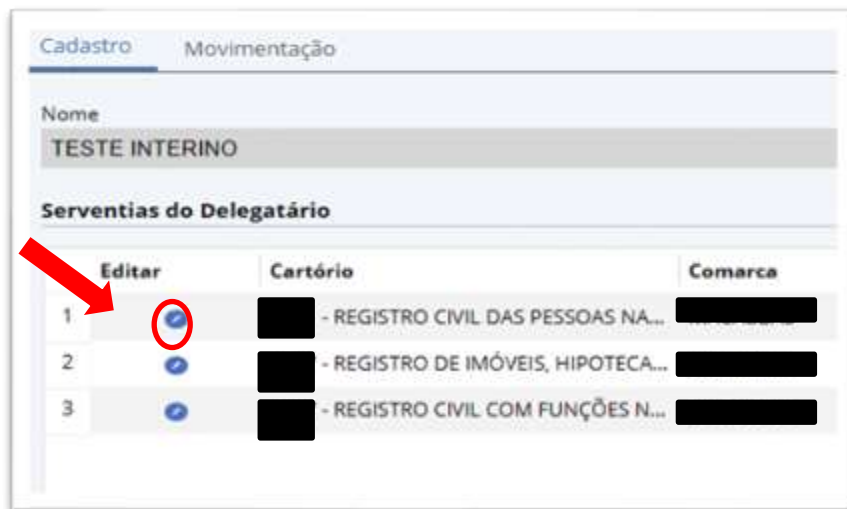 Cadastro Movimentação
Nome
TESTE INTERINO
Serventias do Delegatário
Editar Cartório Comarca
1 - REGISTRO CIVIL DAS PESSOAS NA...
2 - REGISTRO DE IMÓVEIS, HIPOTECA...
3 - REGISTRO CIVIL COM FUNÇÕES N...